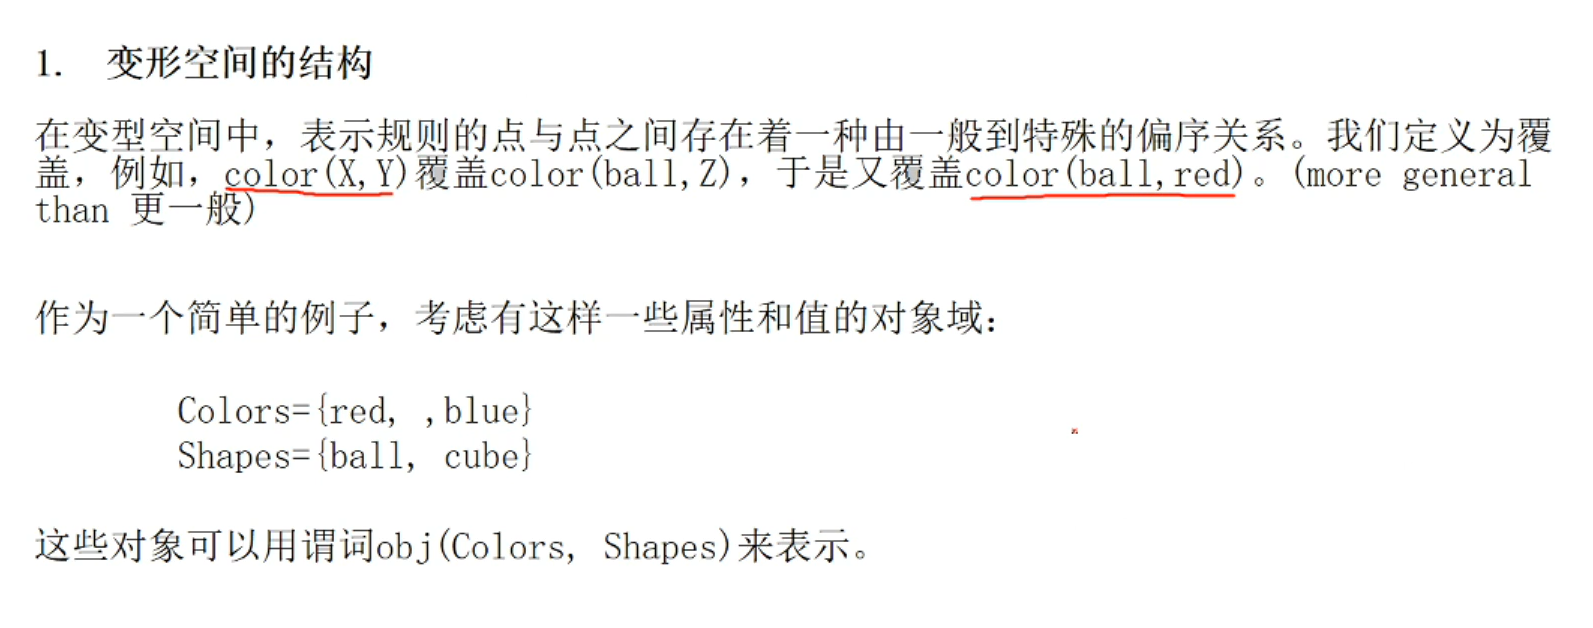 1. 变形空间的结构
在变型空间中，表示规则的点与点之间存在着一种由一般到特殊的偏序关系。我们定义为覆
盖，例如，color(X,Y)覆盖color(ball,Z)，于是又覆盖color(ball,red)。(more general
than 更一般)
作为一个简单的例子，考虑有这样一些属性和值的对象域：
Colors={red, ,blue}
Shapes={ball, cube}
这些对象可以用谓词obj(Colors, Shapes)来表示。